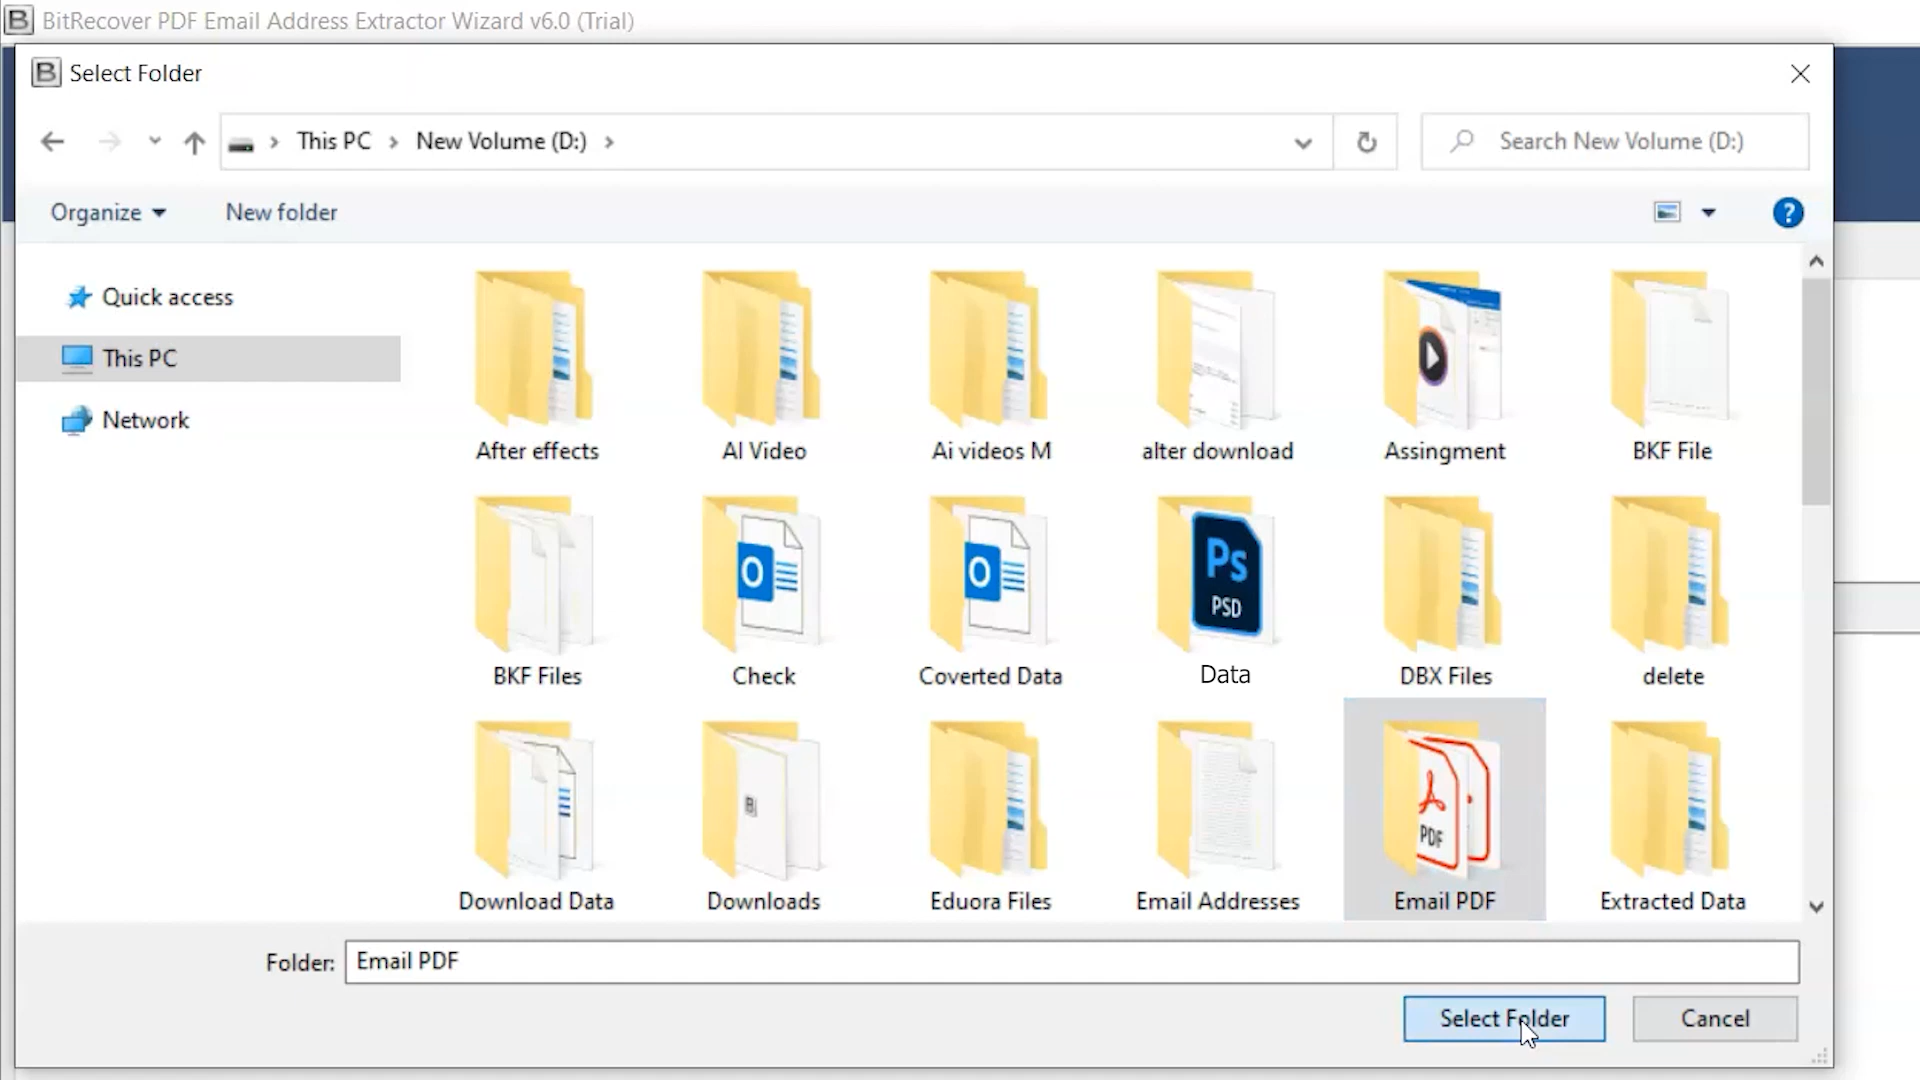 BitRecover PDF Email Address Extractor Wizard v6.0 (Trial)
Select Folder
This PC > New Volume (D:) >
Search New Volume (D:)
Organize
New folder
Quick access
This PC
Network
After effects
AI Video
Ai videos M
alter download
Assingment
BKF File
BKF Files
Check
Coverted Data
Ps
PSD
Data
DBX Files
delete
Download Data
Downloads
Eduora Files
Email Addresses
PDF
Email PDF
Extracted Data
Folder: Email PDF
Select Folder
Cancel